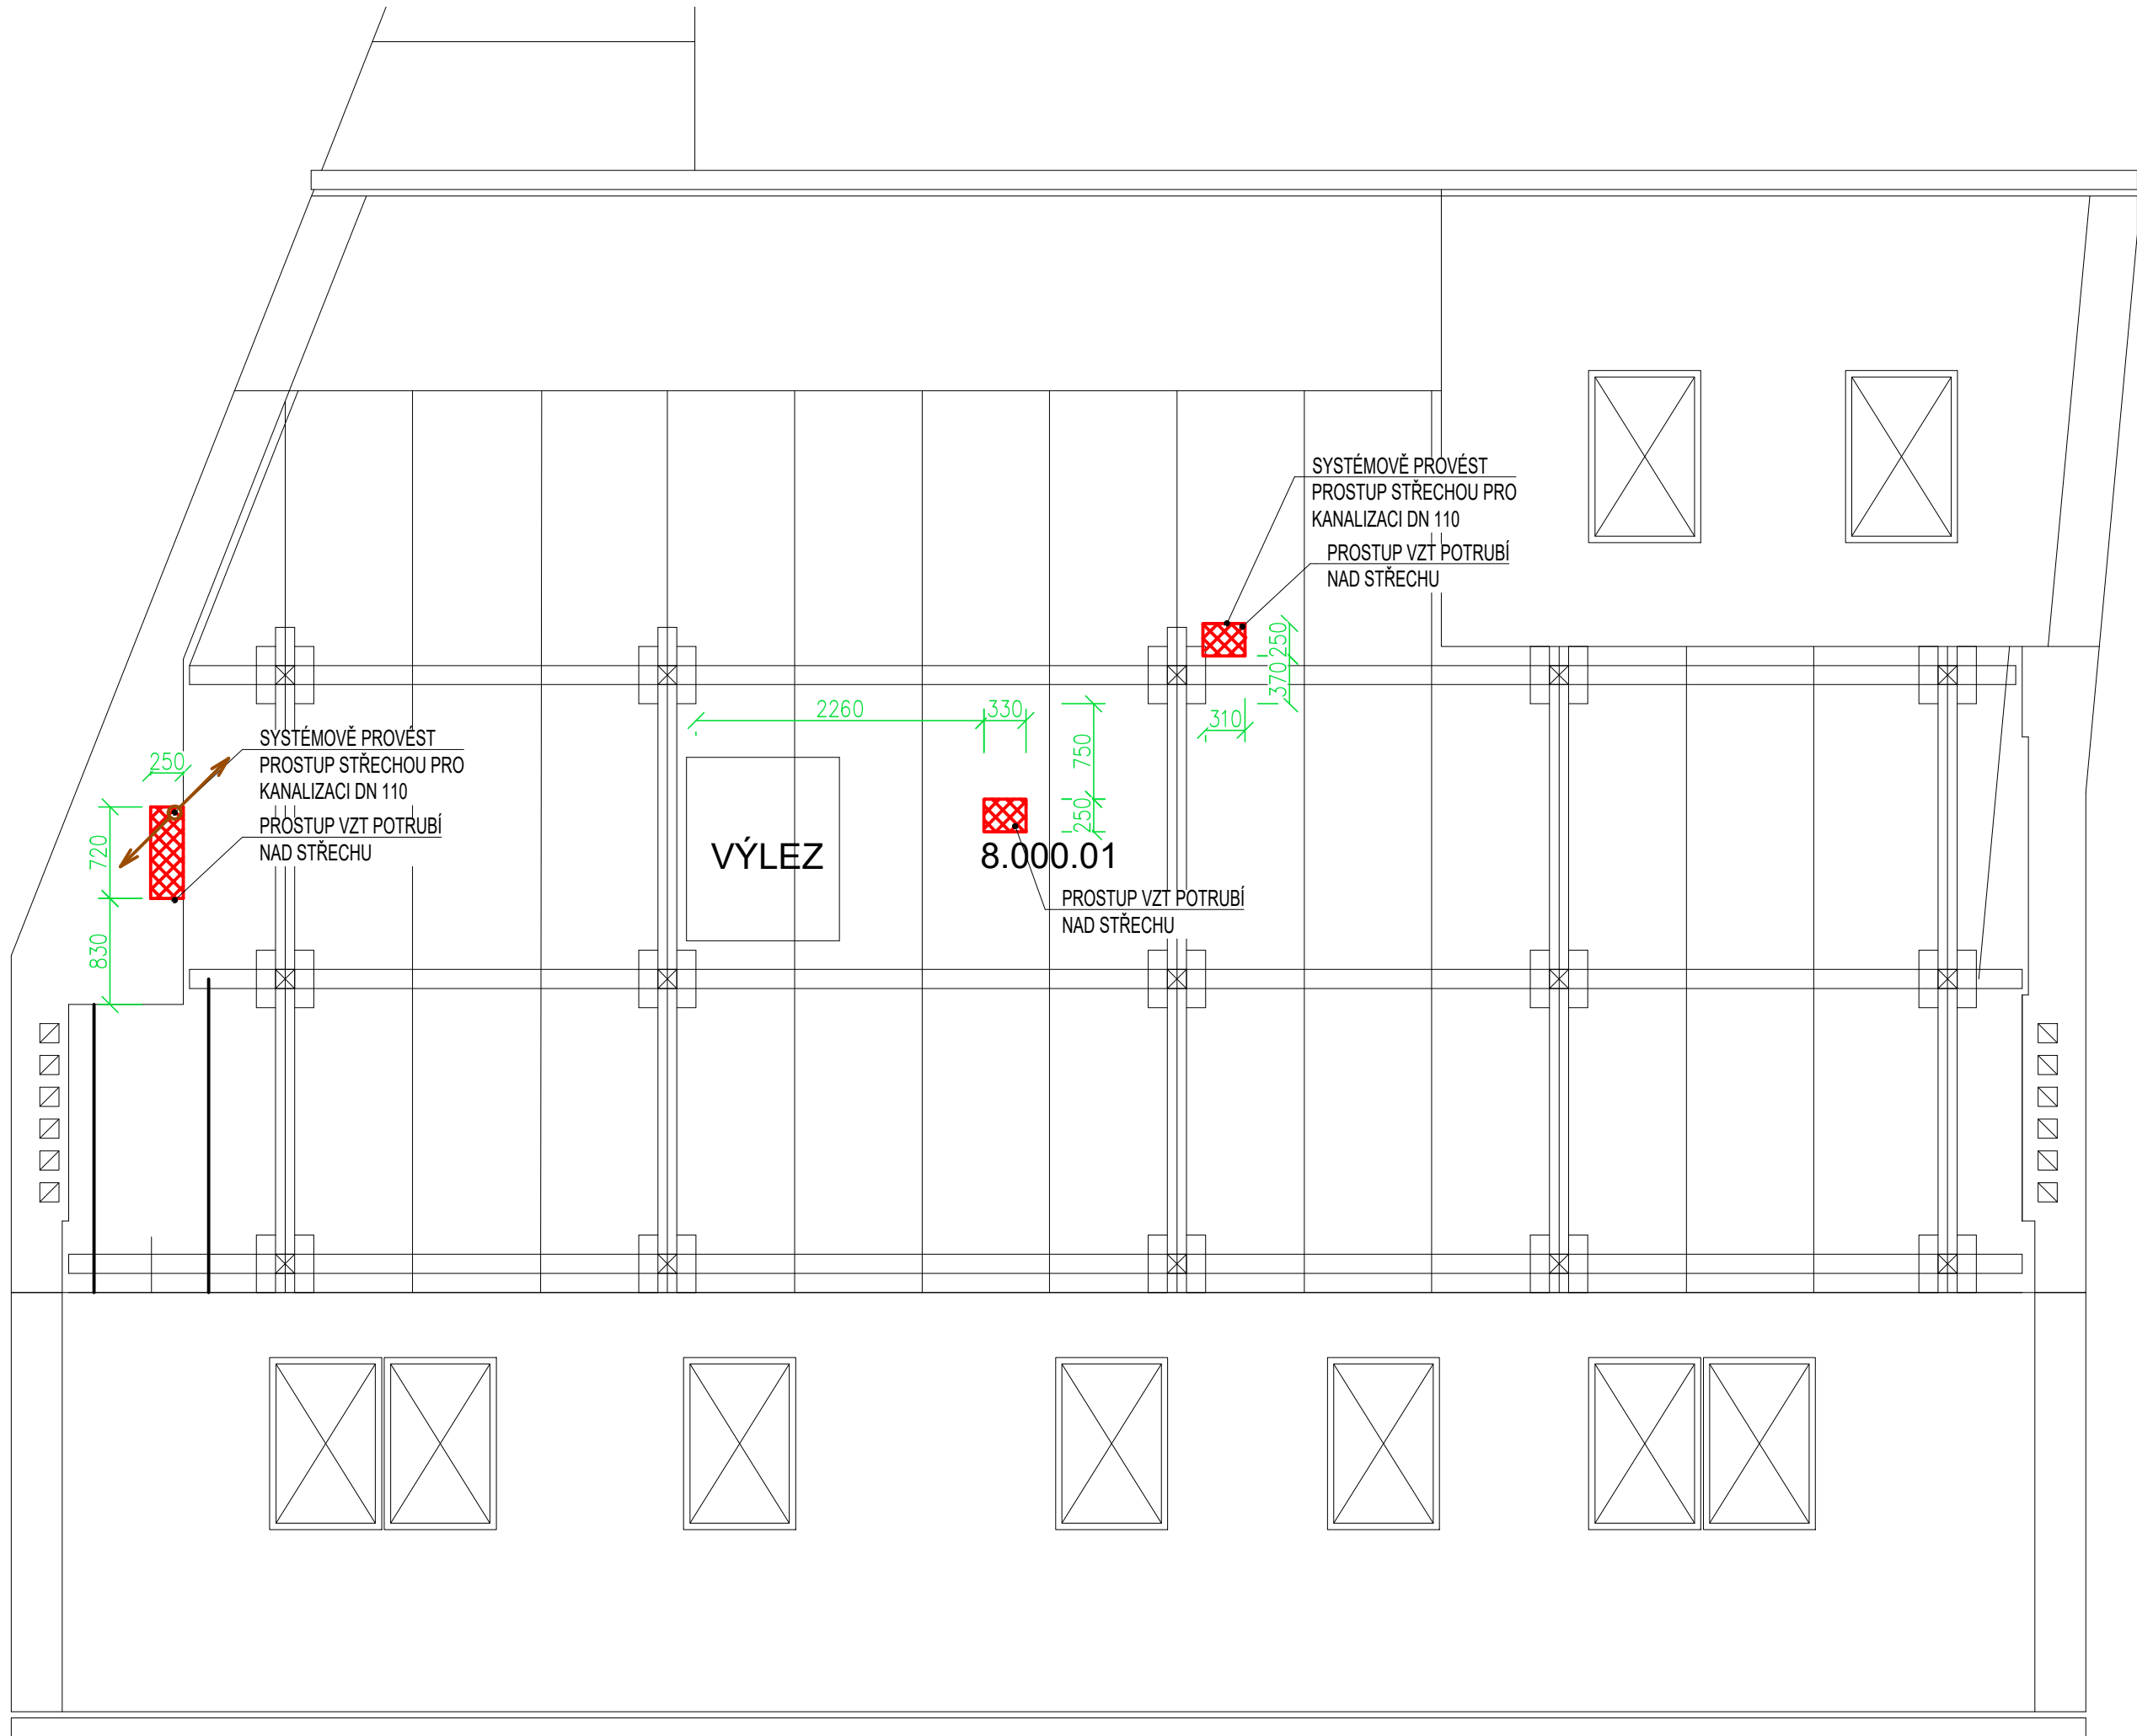 SYSTÉMOVĚ PROVÉST
PROSTUP STŘECHOU PRO
KANALIZACI DN 110
PROSTUP VZT POTRUBÍ
NAD STŘECHU
250
370
310
2260
330
750
250
SYSTÉMOVĚ PROVÉST
PROSTUP STŘECHOU PRO
KANALIZACI DN 110
PROSTUP VZT POTRUBÍ
NAD STŘECHU
250
720
830
VÝLEZ
8.000.01
PROSTUP VZT POTRUBÍ
NAD STŘECHU